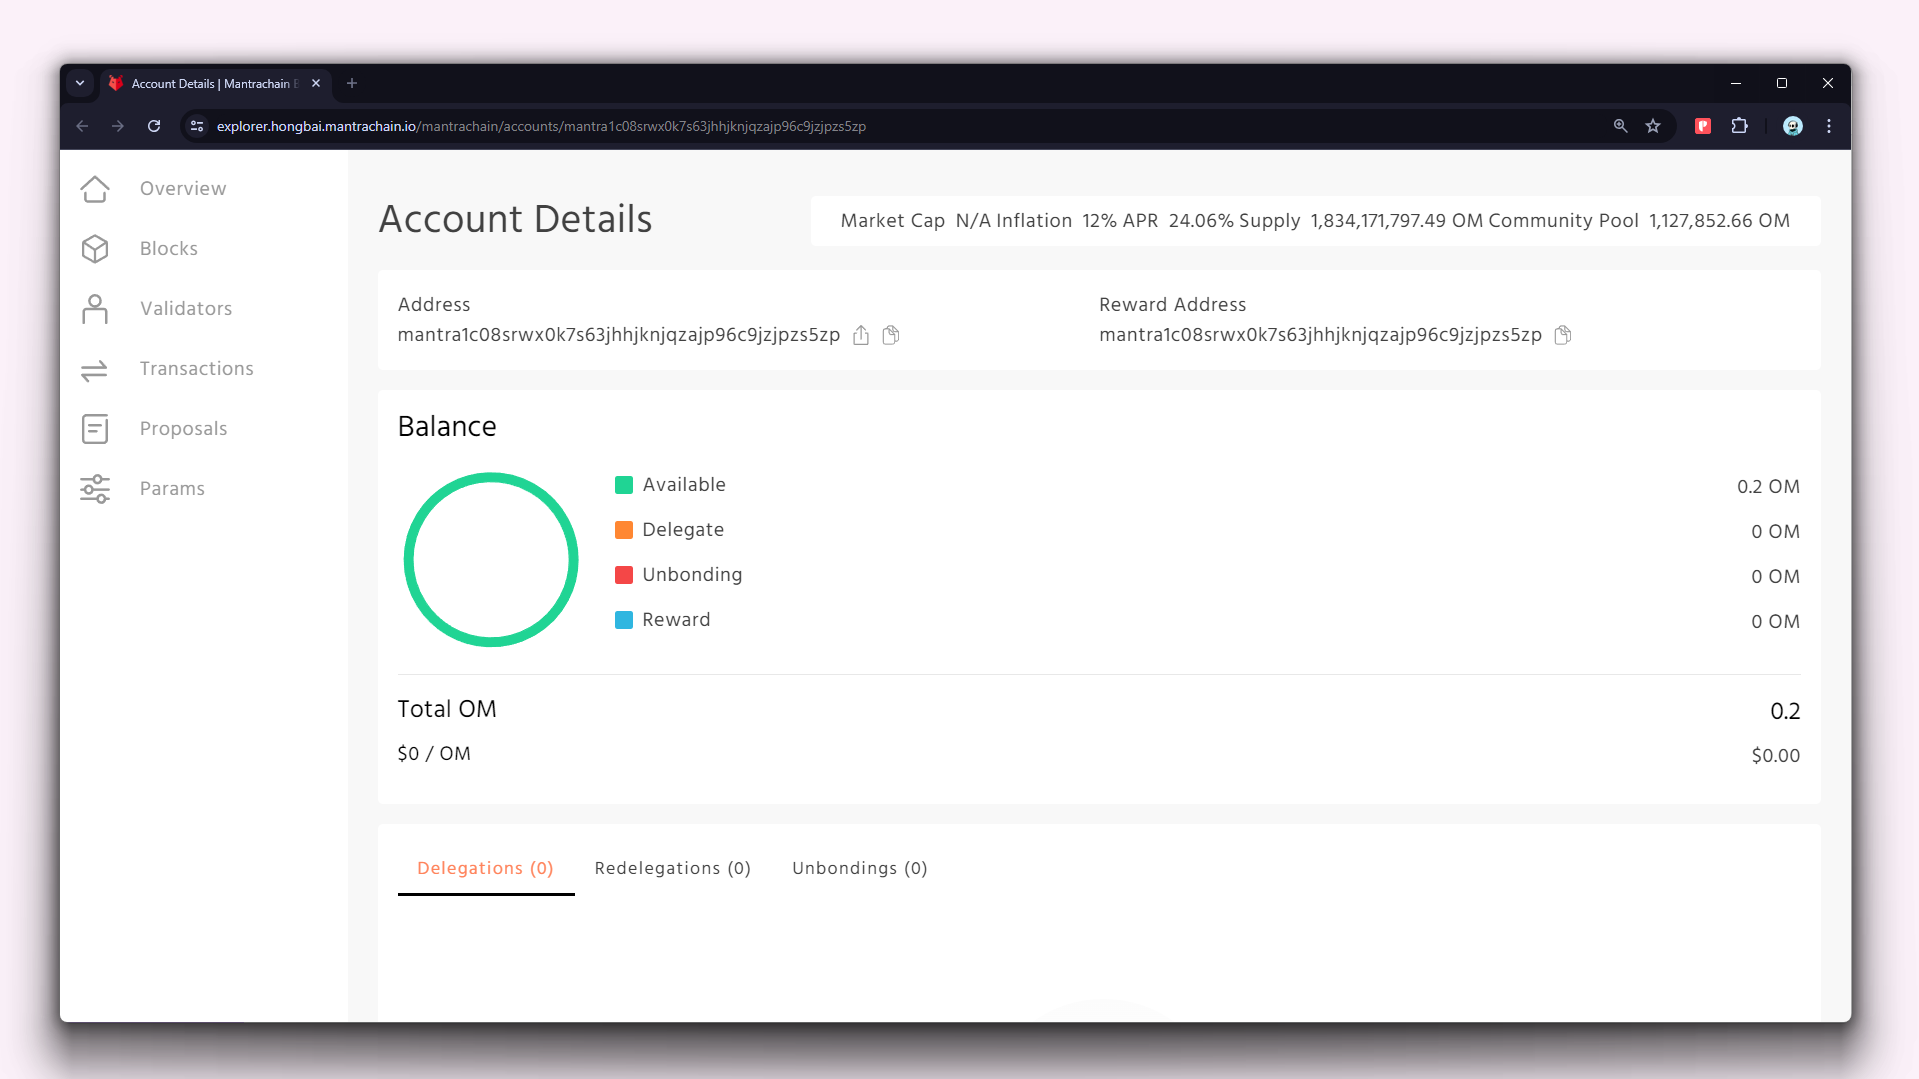 Account Details | Mantrachain B
explorer.hongbai.mantrachain.io/mantrachain/accounts/mantra1c08srwx0k7s63jhhjknjqzajp96c9jzjpzs5zp
Overview
Blocks
Validators
Transactions
Proposals
Params
Account Details
Market Cap N/A Inflation 12% APR 24.06% Supply 1,834,171,797.49 OM Community Pool 1,127,852.66 OM
Address
mantra1c08srwx0k7s63jhhjknjqzajp96c9jzjpzs5zp
Reward Address
mantra1c08srwx0k7s63jhhjknjqzajp96c9jzjpzs5zp
Balance
Available 0.2 OM
Delegate 0 OM
Unbonding 0 OM
Reward 0 OM
Total OM 0.2
$0 / OM $0.00
Delegations (0) Redelegations (0) Unbondings (0)